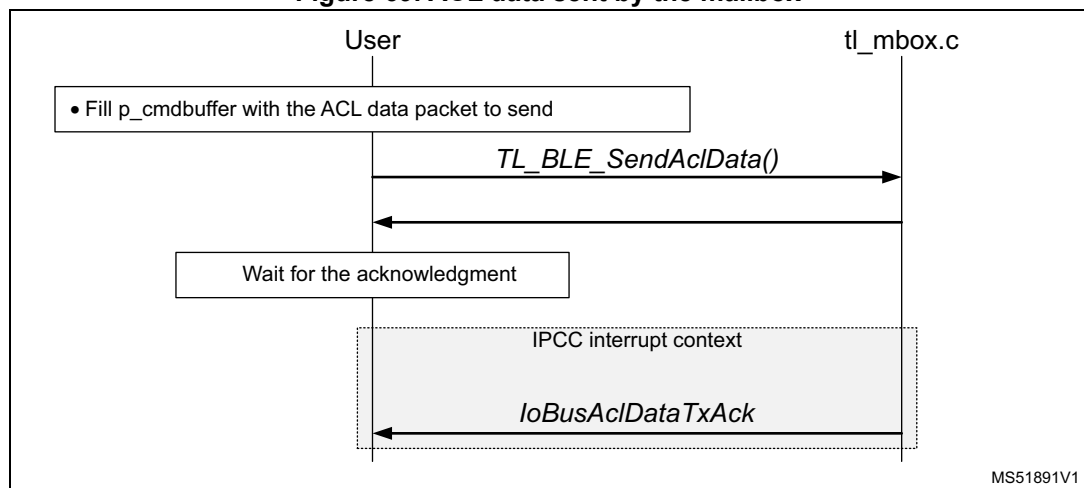 User
tl_mbox.c
• Fill p_cmdbuffer with the ACL data packet to send
TL_BLE_SendAclData()
Wait for the acknowledgment
IPCC interrupt context
IoBusAclDataTxAck
MS51891V1